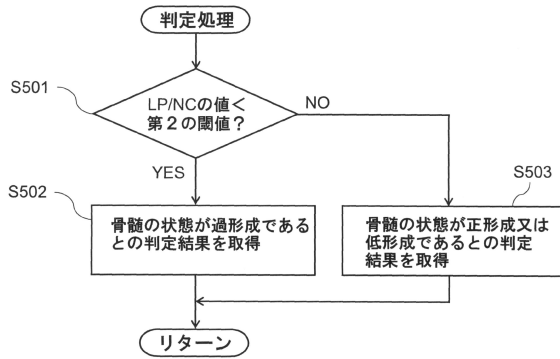 判定処理
S501
LP/NCの値<
第2の閾値?
NO
YES
S502
S503
骨髄の状態が過形成である
との判定結果を取得
骨髄の状態が正形成又は
低形成であるとの判定
結果を取得
リターン